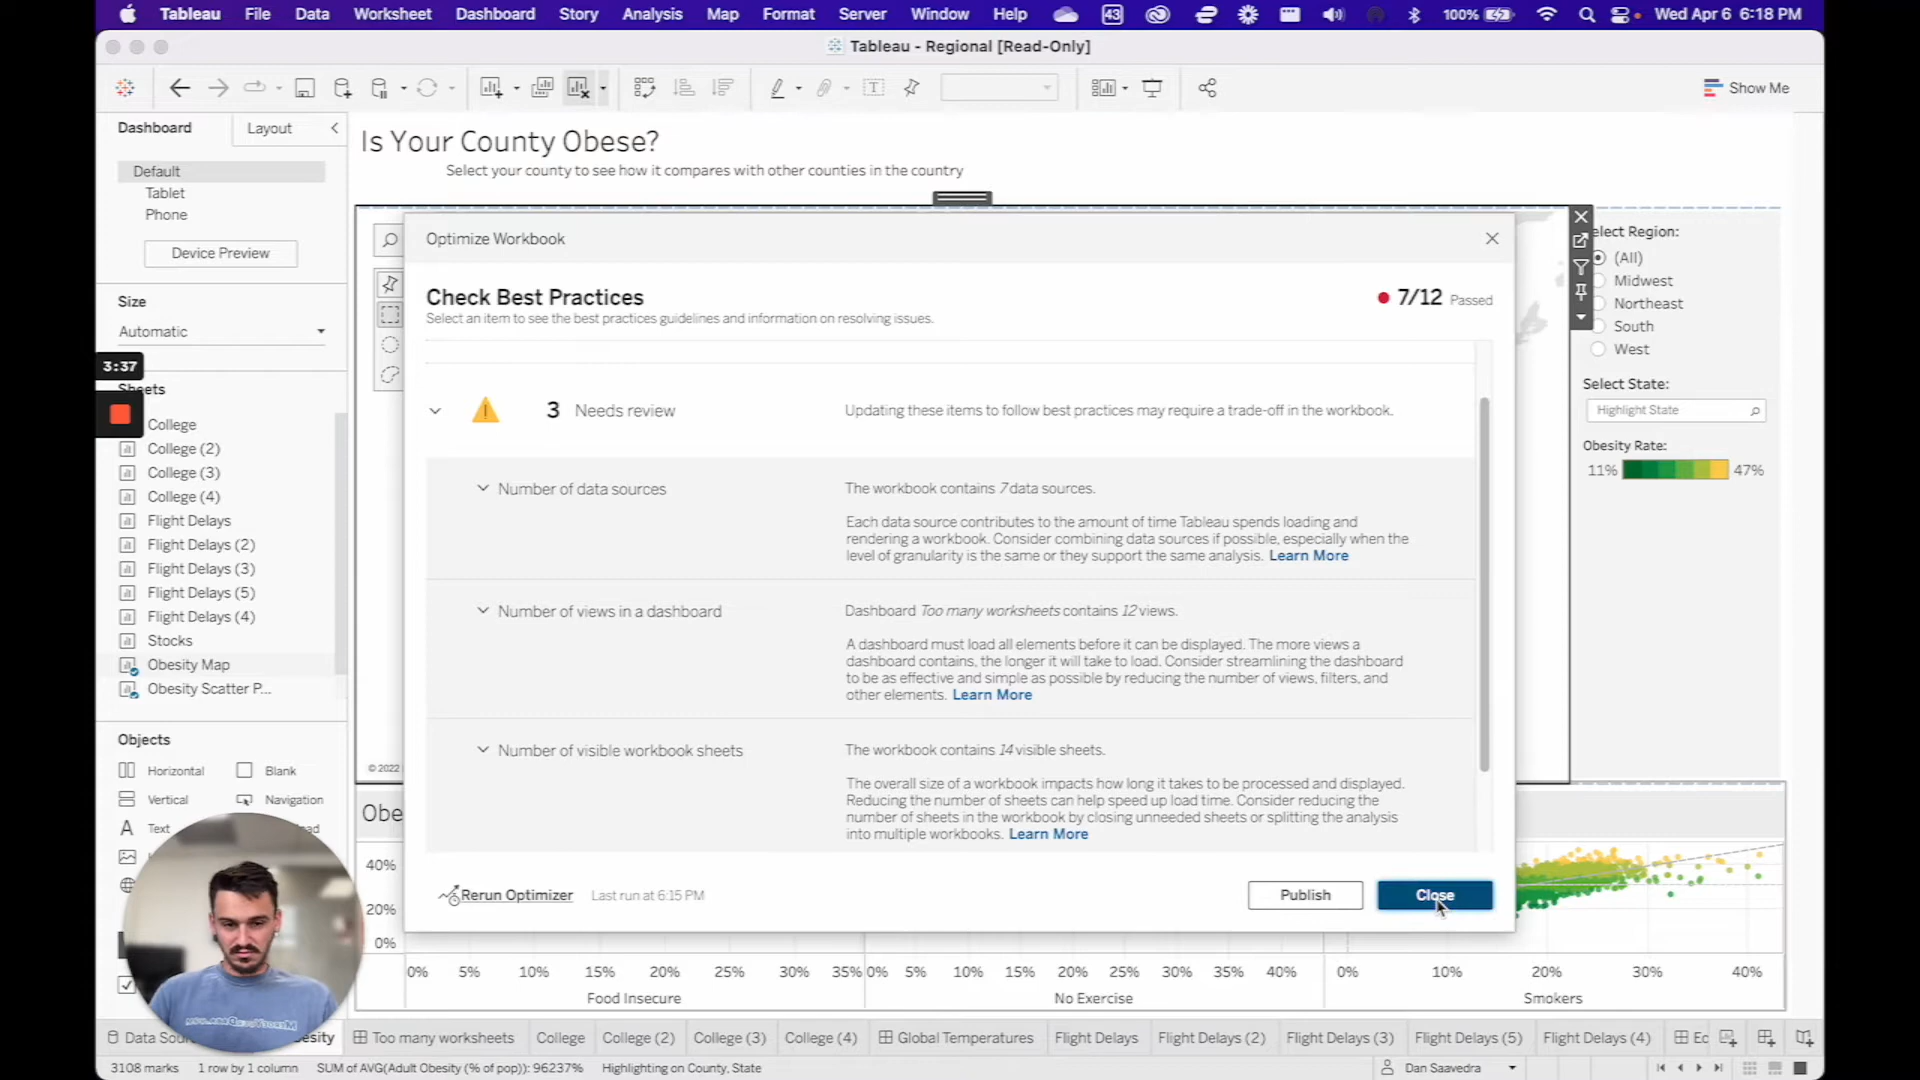 Tableau File Data Worksheet Dashboard Story Analysis Map Format Server Window Help 43 100% Wed Apr 6 6:18 PM
Tableau - Regional [Read-Only]
Show Me
Dashboard Layout
Default
Tablet
Phone
Device Preview
Size
Automatic
3:37
Sheets
College
College (2)
College (3)
College (4)
Flight Delays
Flight Delays (2)
Flight Delays (3)
Flight Delays (5)
Flight Delays (4)
Stocks
Obesity Map
Obesity Scatter P...
Objects
Horizontal Blank
Vertical Navigation
Text
Is Your County Obese?
Select your county to see how it compares with other counties in the country
Optimize Workbook
Check Best Practices
7/12 Passed
Select an item to see the best practices guidelines and information on resolving issues.
3 Needs review
Updating these items to follow best practices may require a trade-off in the workbook.
Number of data sources
The workbook contains 7 data sources.
Each data source contributes to the amount of time Tableau spends loading and
rendering a workbook. Consider combining data sources if possible, especially when the
level of granularity is the same or they support the same analysis. Learn More
Number of views in a dashboard
Dashboard Too many worksheets contains 12 views.
A dashboard must load all elements before it can be displayed. The more views a
dashboard contains, the longer it will take to load. Consider streamlining the dashboard
to be as effective and simple as possible by reducing the number of views, filters, and
other elements. Learn More
Number of visible workbook sheets
The workbook contains 14 visible sheets.
The overall size of a workbook impacts how long it takes to be processed and displayed.
Reducing the number of sheets can help speed up load time. Consider reducing the
number of sheets in the workbook by closing unneeded sheets or splitting the analysis
into multiple workbooks. Learn More
Rerun Optimizer Last run at 6:15 PM
Publish Close
elect Region:
(All)
Midwest
Northeast
South
West
Select State:
Highlight State
Obesity Rate:
11% 47%
© 2022
Obe
40%
20%
0%
0% 5% 10% 15% 20% 25% 30% 35% 0% 5% 10% 15% 20% 25% 30% 35% 40% 0% 10% 20% 30% 40%
Food Insecure No Exercise Smokers
Data Sou esity Too many worksheets College College (2) College (3) College (4) Global Temperatures Flight Delays Flight Delays (2) Flight Delays (3) Flight Delays (5) Flight Delays (4) Ec
3108 marks 1 row by 1 column SUM of AVG(Adult Obesity (% of pop)): 96237% Highlighting on County, State Dan Saavedra